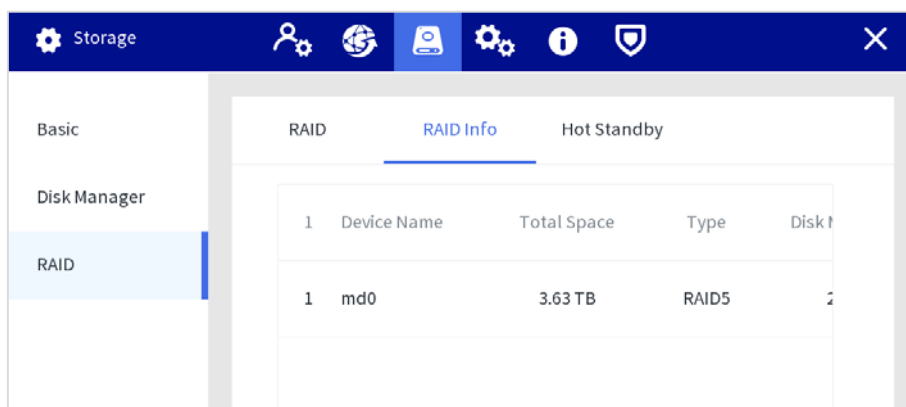 Storage
Basic
Disk Manager
RAID
RAID RAID Info Hot Standby
1 Device Name Total Space Type Disk
1 md0 3.63 TB RAID5